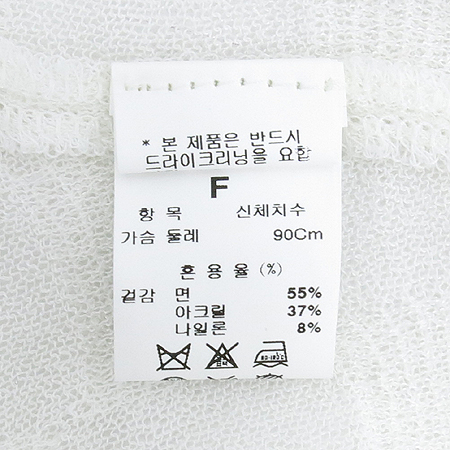 * 본 제품은 반드시
드라이크리닝을 요함
F
항 목 신체치수
가슴 둘레 90Cm
혼 용 율 (%)
겉감 면 55%
아크릴 37%
나일론 8%